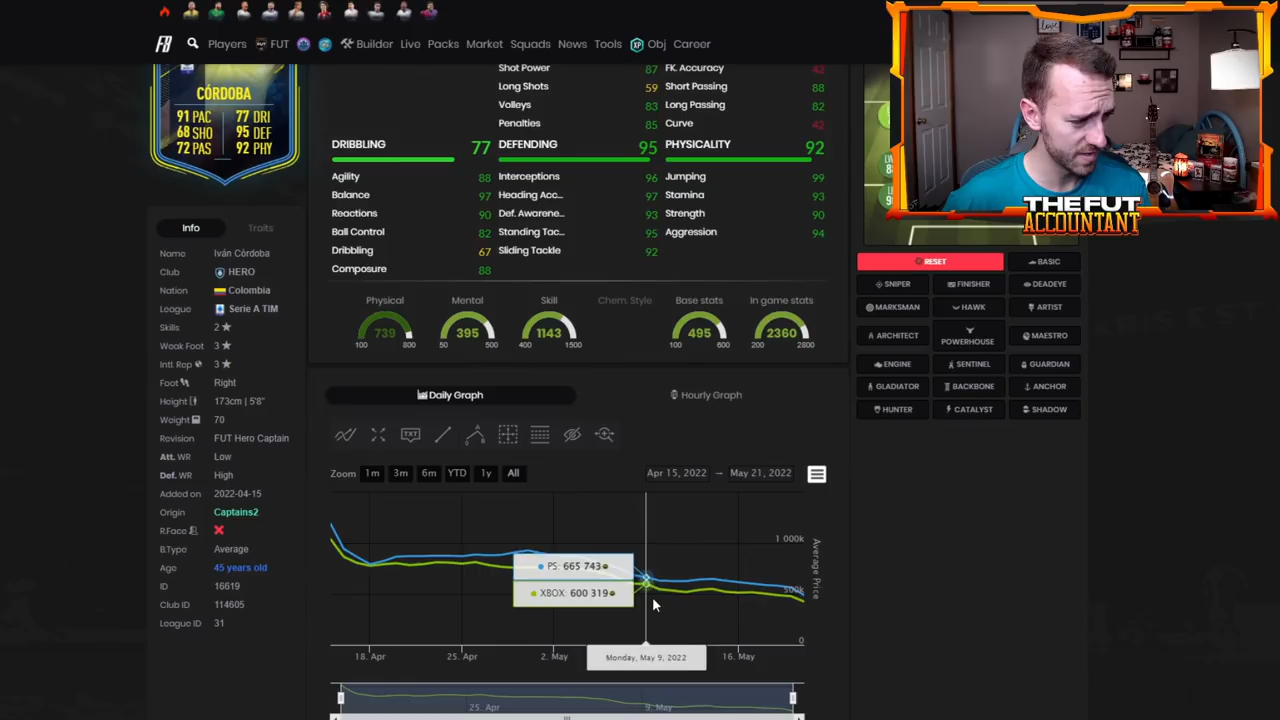 FB
Players
FUT
Builder
Live
Packs
Market
Squads
News
Tools
XP
Obj
Career
CÓRDOBA
91 PAC 77 DRI
68 SHO 95 DEF
72 PAS 92 PHY
Shot Power 87
Long Shots 59
Volleys 83
Penalties 85
FK. Accuracy 42
Short Passing 88
Long Passing 82
Curve 42
DRIBBLING 77
Agility 88
Balance 97
Reactions 90
Ball Control 82
Dribbling 67
Composure 88
DEFENDING 95
Interceptions 96
Heading Acc... 97
Def. Awarene... 93
Standing Tac... 95
Sliding Tackle 92
PHYSICALITY 92
Jumping 99
Stamina 93
Strength 90
Aggression 94
Physical
739
100 800
Mental
395
50 500
Skill
1143
400 1500
Chem. Style
Base stats
495
100 600
In game stats
2360
200 2800
Info
Traits
Name Iván Córdoba
Club HERO
Nation Colombia
League Serie A TIM
Skills 2
Weak Foot 3
Intl. Rep 3
Foot Right
Height 173cm | 5'8"
Weight 70
Revision FUT Hero Captain
Att. WR Low
Def. WR High
Added on 2022-04-15
Origin Captains2
R.Face
B.Type Average
Age 45 years old
ID 16619
Club ID 114605
League ID 31
Daily Graph
Hourly Graph
TXT
Zoom 1m 3m 6m YTD 1y All
Apr 15, 2022 → May 21, 2022
1 000k
500k
0
Average Price
PS: 665 743
XBOX: 600 319
18. Apr
25. Apr
2. May
Monday, May 9, 2022
16. May
25. Apr
9. May
THE FUT
ACCOUNTANT
RESET
BASIC
SNIPER
FINISHER
DEADEYE
MARKSMAN
HAWK
ARTIST
ARCHITECT
POWERHOUSE
MAESTRO
ENGINE
SENTINEL
GUARDIAN
GLADIATOR
BACKBONE
ANCHOR
HUNTER
CATALYST
SHADOW